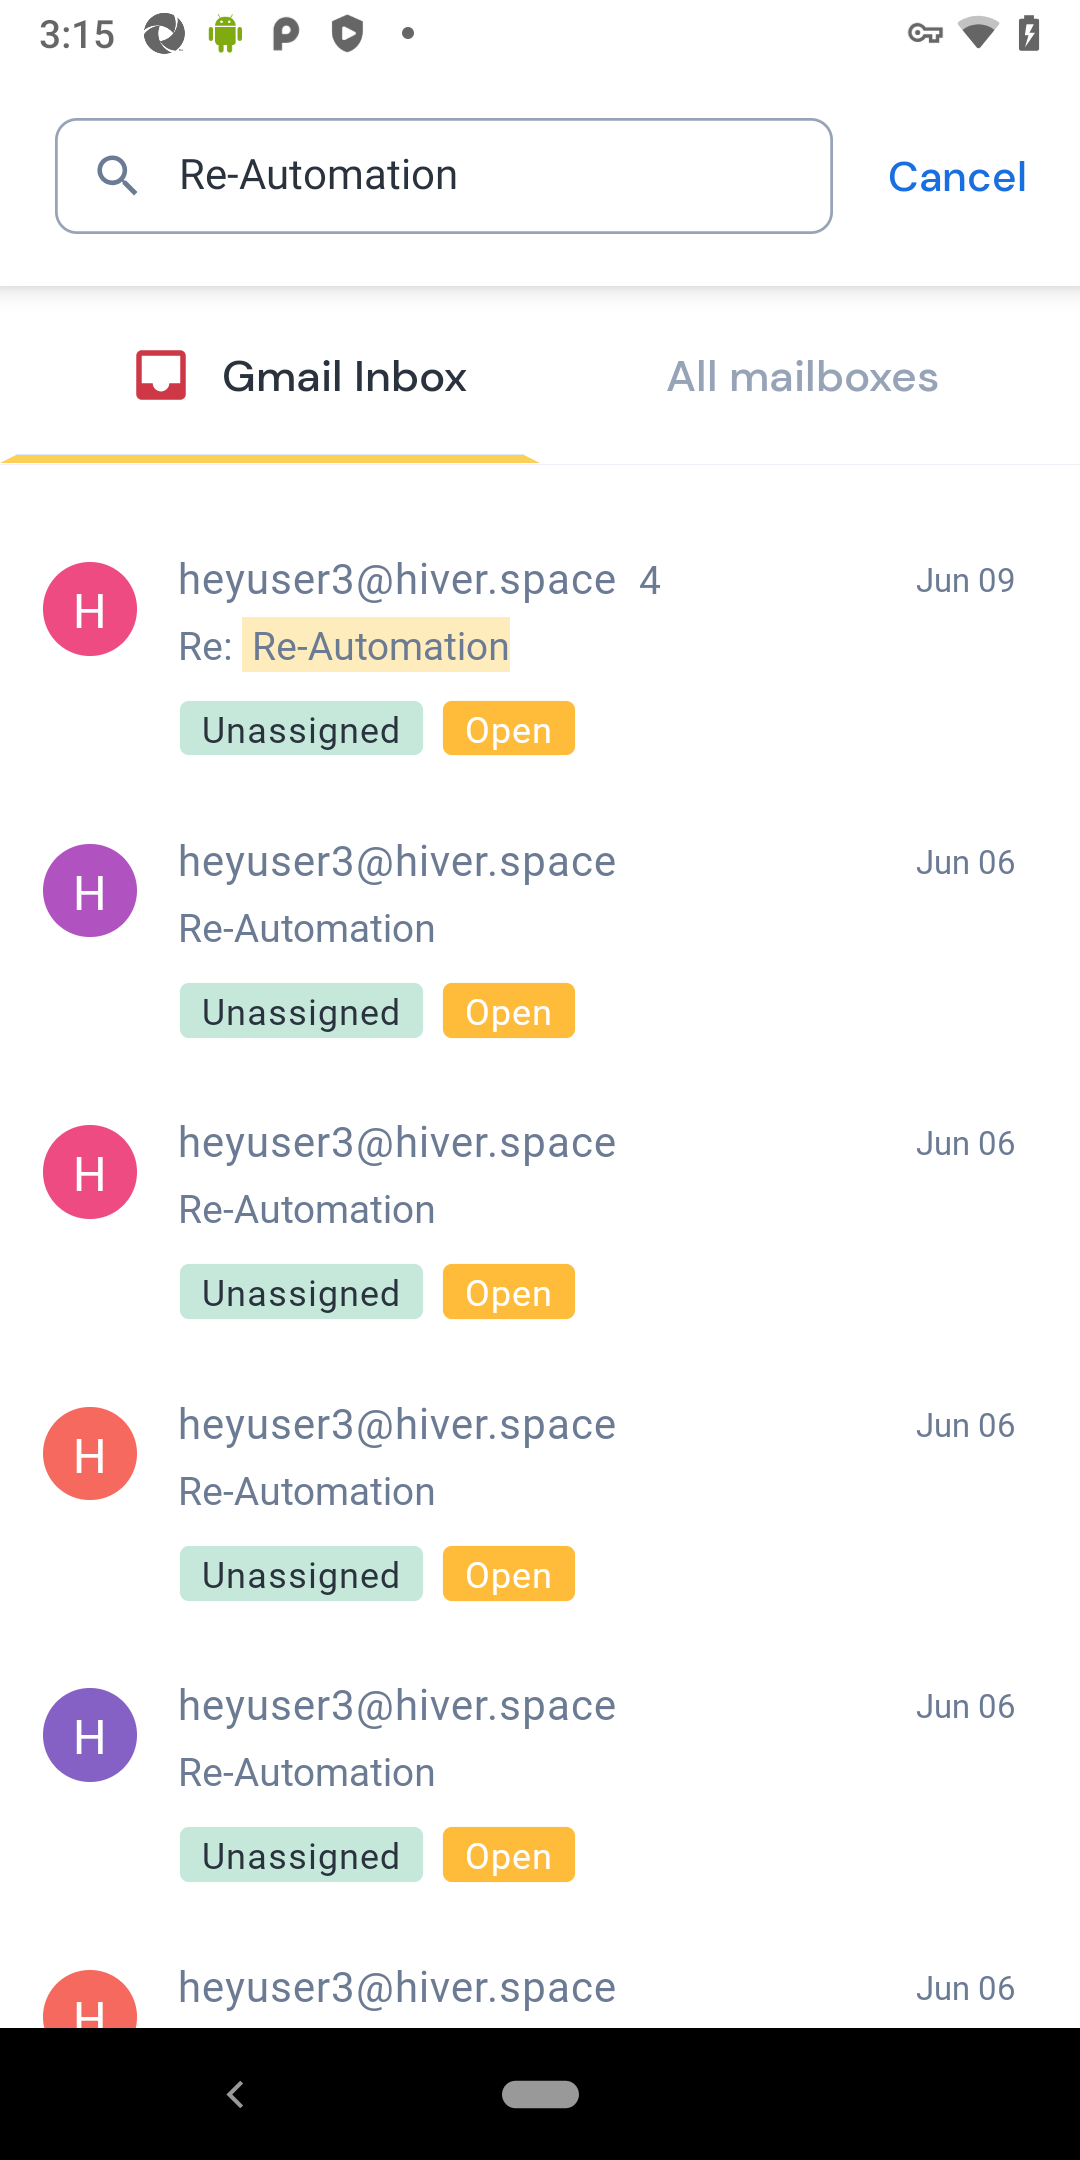 3:15
Re-Automation
Cancel
Gmail Inbox
All mailboxes
H
heyuser3@hiver.space 4
Jun 09
Re: Re-Automation
Unassigned
Open
H
heyuser3@hiver.space
Jun 06
Re-Automation
Unassigned
Open
H
heyuser3@hiver.space
Jun 06
Re-Automation
Unassigned
Open
H
heyuser3@hiver.space
Jun 06
Re-Automation
Unassigned
Open
H
heyuser3@hiver.space
Jun 06
Re-Automation
Unassigned
Open
H
heyuser3@hiver.space
Jun 06